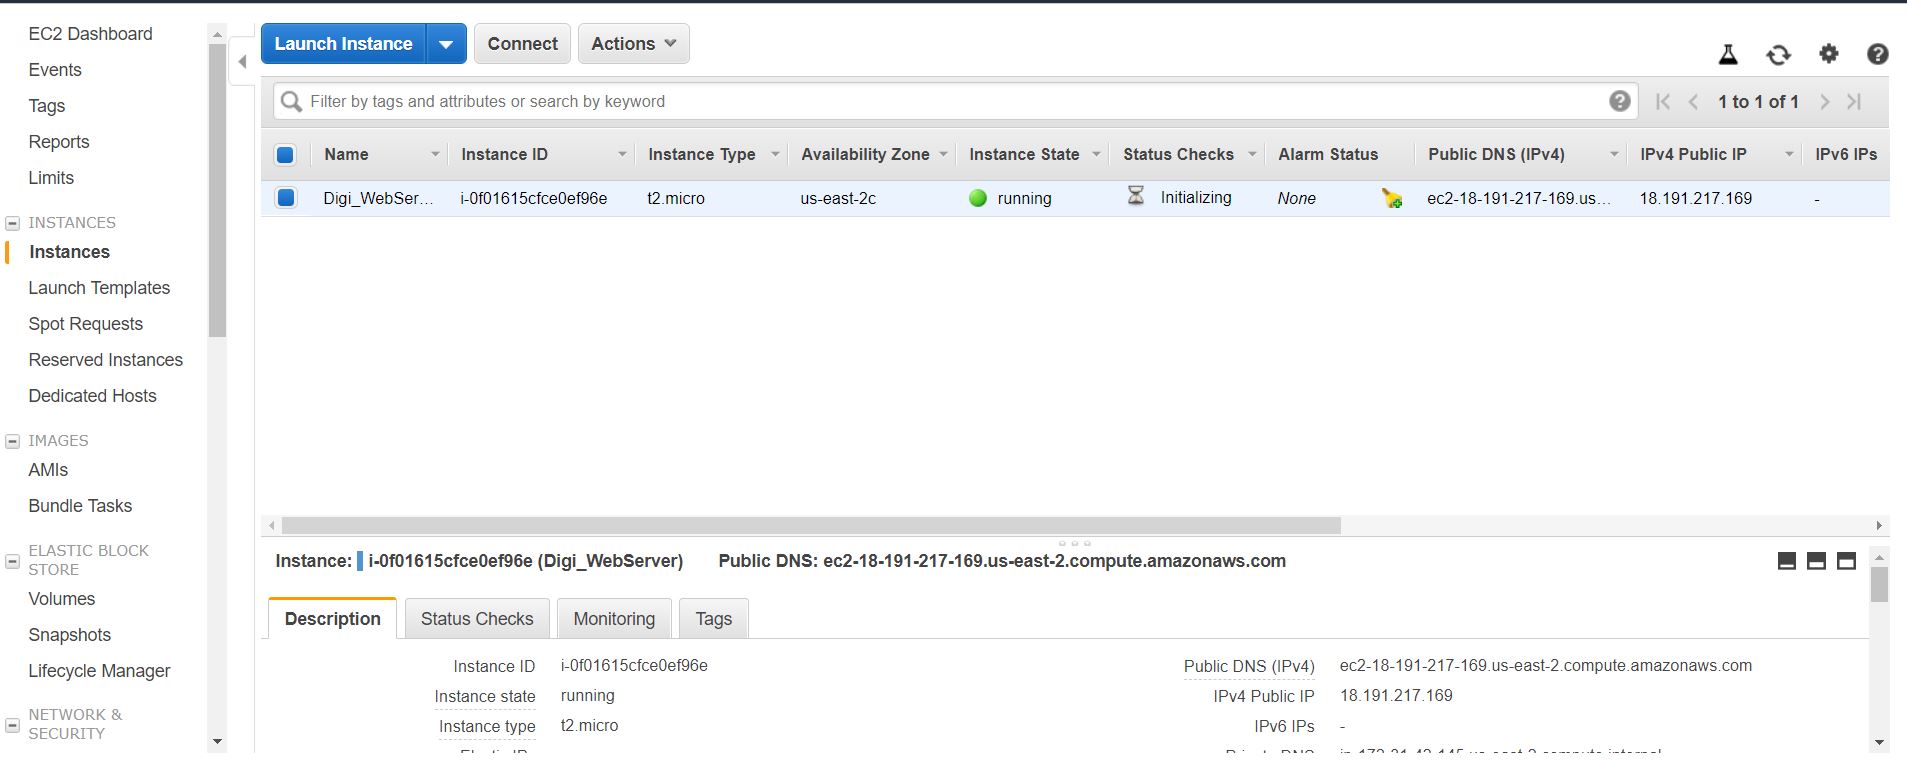 EC2 Dashboard
Events
Tags
Reports
Limits
INSTANCES
Instances
Launch Templates
Spot Requests
Reserved Instances
Dedicated Hosts
IMAGES
AMIs
Bundle Tasks
ELASTIC BLOCK
STORE
Volumes
Snapshots
Lifecycle Manager
NETWORK &
SECURITY
Launch Instance Connect Actions
Filter by tags and attributes or search by keyword 1 to 1 of 1
Name Instance ID Instance Type Availability Zone Instance State Status Checks Alarm Status Public DNS (IPv4) IPv4 Public IP IPv6 IPs
Digi_WebSer... i-0f01615cfce0ef96e t2.micro us-east-2c running Initializing None ec2-18-191-217-169.us... 18.191.217.169 -
Instance: i-0f01615cfce0ef96e (Digi_WebServer) Public DNS: ec2-18-191-217-169.us-east-2.compute.amazonaws.com
Description Status Checks Monitoring Tags
Instance ID i-0f01615cfce0ef96e Public DNS (IPv4) ec2-18-191-217-169.us-east-2.compute.amazonaws.com
Instance state running IPv4 Public IP 18.191.217.169
Instance type t2.micro IPv6 IPs -
Private DNS